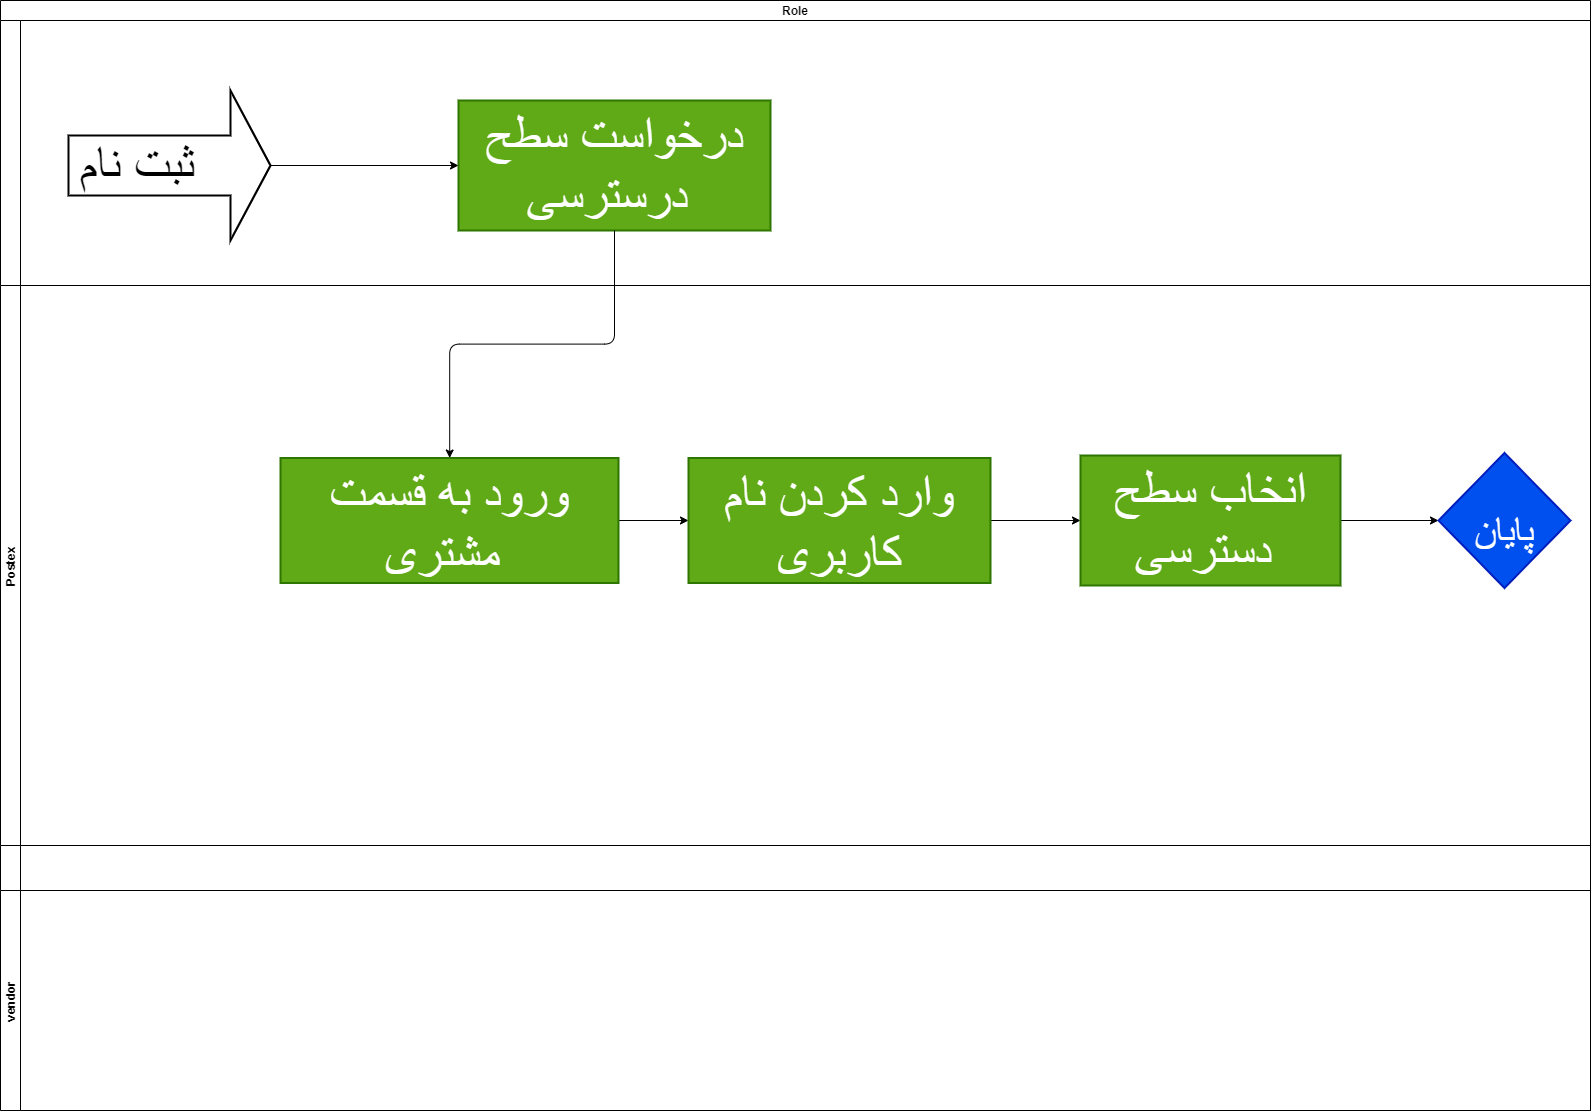 Role
ثبت نام
درخواست سطح
درسترسی
Postex
ورود به قسمت
مشتری
وارد کردن نام
کاربری
انخاب سطح
دسترسی
پایان
vendor